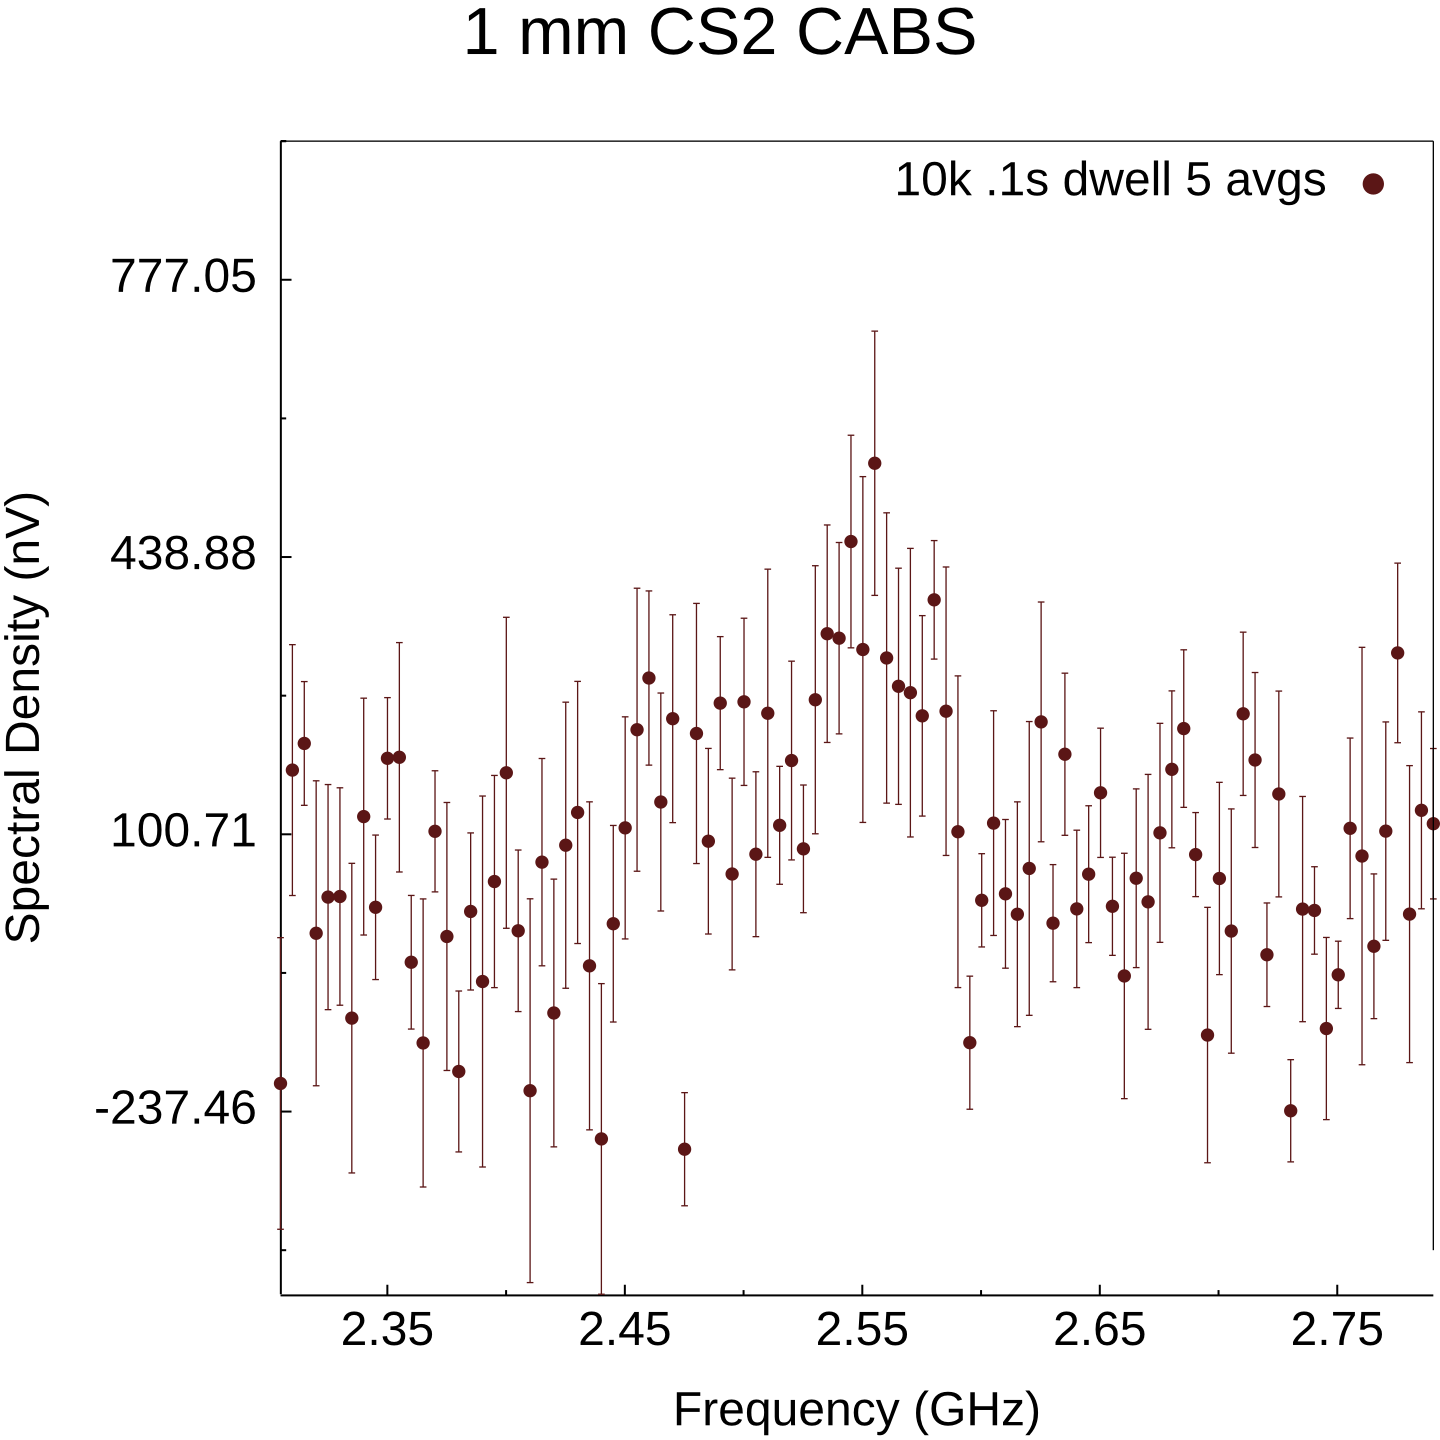 1 mm CS2 CABS
10k .1s dwell 5 avgs
777.05
438.88
100.71
-237.46
Spectral Density (nV)
2.35 2.45 2.55 2.65 2.75
Frequency (GHz)